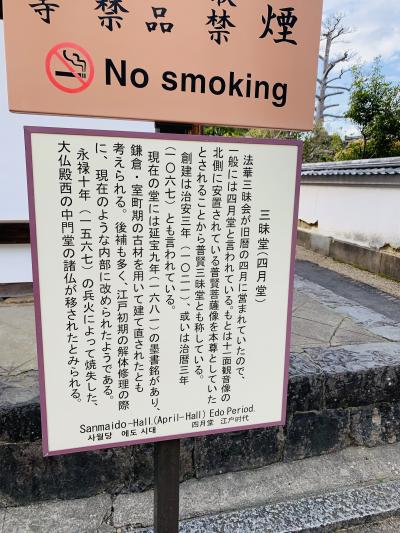 寺
禁
品
厳禁
煙
No smoking
三昧堂（四月堂）
法華三昧会が旧暦の四月に営まれていたので、
一般には四月堂と言われている。もとは十一面観音像の
北側に安置されている普賢菩薩像を本尊としていた
とされることから普賢三昧堂とも称している。
創建は治安三年（一〇二一）、或いは治暦三年
（一〇六七）とも言われている。
現在の堂には延宝九年（一六八一）の墨書銘があり、
鎌倉・室町期の古材を用いて建て直されたとも
考えられる。後補も多く、江戸初期の解体修理の際
に、現在のような内部に改められたようである。
永禄十年（一五六七）の兵火によって焼失した、
大仏殿西の中門堂の諸仏が移されたとみられる。
Sanmaido-Hall.(April-Hall) Edo Period.
사월당　에도 시대
四月堂　江户时代